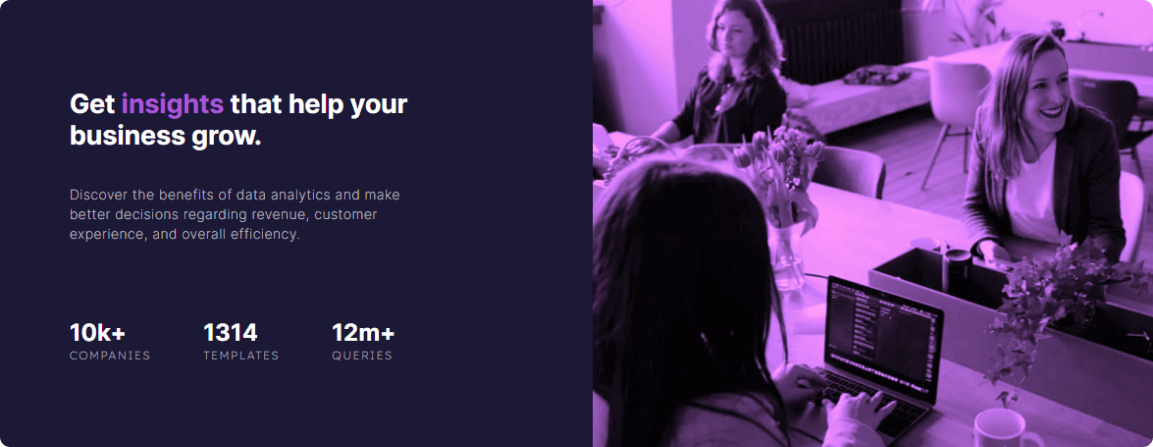 Get insights that help your
business grow.
Discover the benefits of data analytics and make
better decisions regarding revenue, customer
experience, and overall efficiency.
10k+ 1314 12m+
COMPANIES TEMPLATES QUERIES